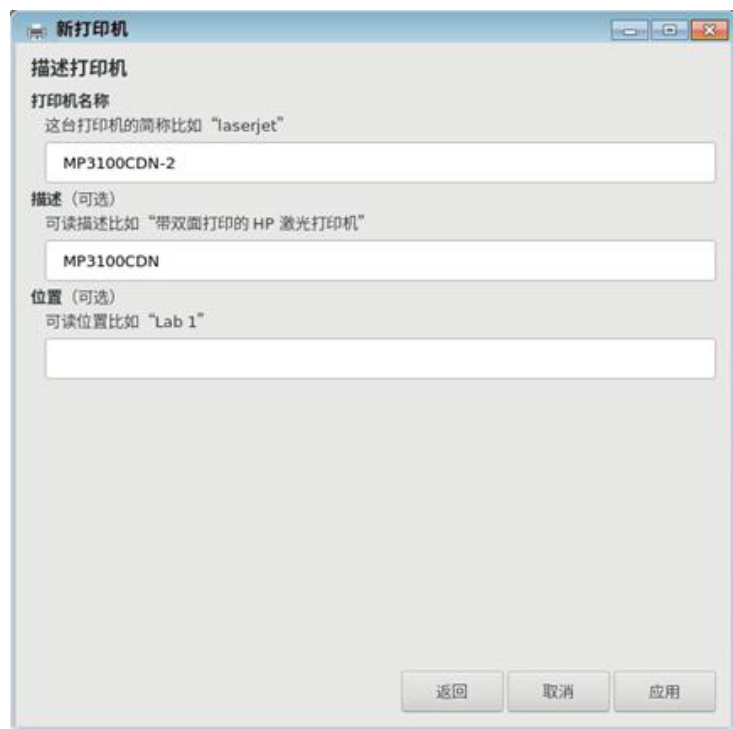 新打印机
描述打印机
打印机名称
这台打印机的简称比如“laserjet”
MP3100CDN-2
描述（可选）
可读描述比如“带双面打印的 HP 激光打印机”
MP3100CDN
位置（可选）
可读位置比如“Lab 1”
返回 取消 应用